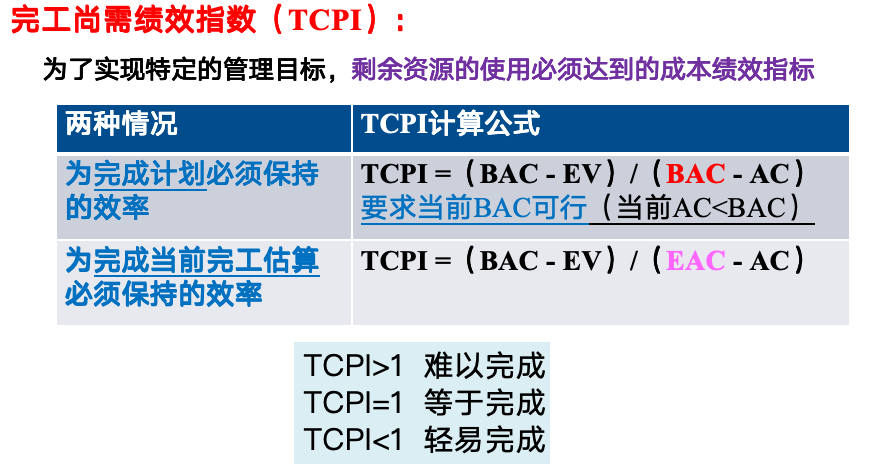 完工尚需绩效指数（TCPI）：
为了实现特定的管理目标，剩余资源的使用必须达到的成本绩效指标
两种情况
TCPI计算公式
为完成计划必须保持
的效率
TCPI =（BAC - EV）/（BAC - AC）
要求当前BAC可行（当前AC<BAC）
为完成当前完工估算
必须保持的效率
TCPI =（BAC - EV）/（EAC - AC）
TCPI>1 难以完成
TCPI=1 等于完成
TCPI<1 轻易完成